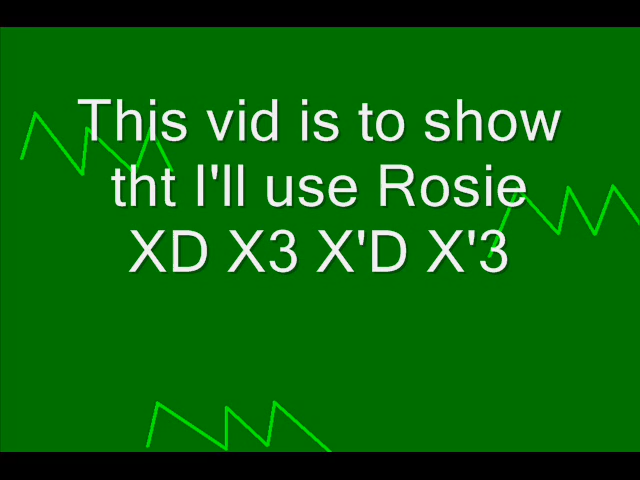 This vid is to show
tht I'll use Rosie
XD X3 X'D X'3